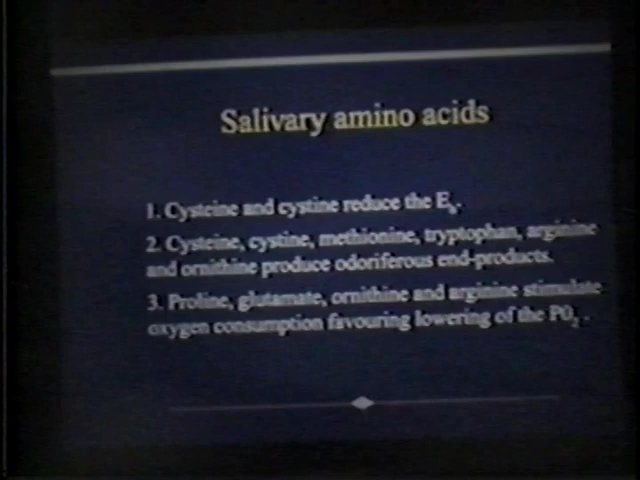 Salivary amino acids
1. Cysteine and cystine reduce the Eₕ.
2. Cysteine, cystine, methionine, tryptophan, arginine
and ornithine produce odoriferous end-products.
3. Proline, glutamate, ornithine and arginine stimulate
oxygen consumption favouring lowering of the P0₂ .